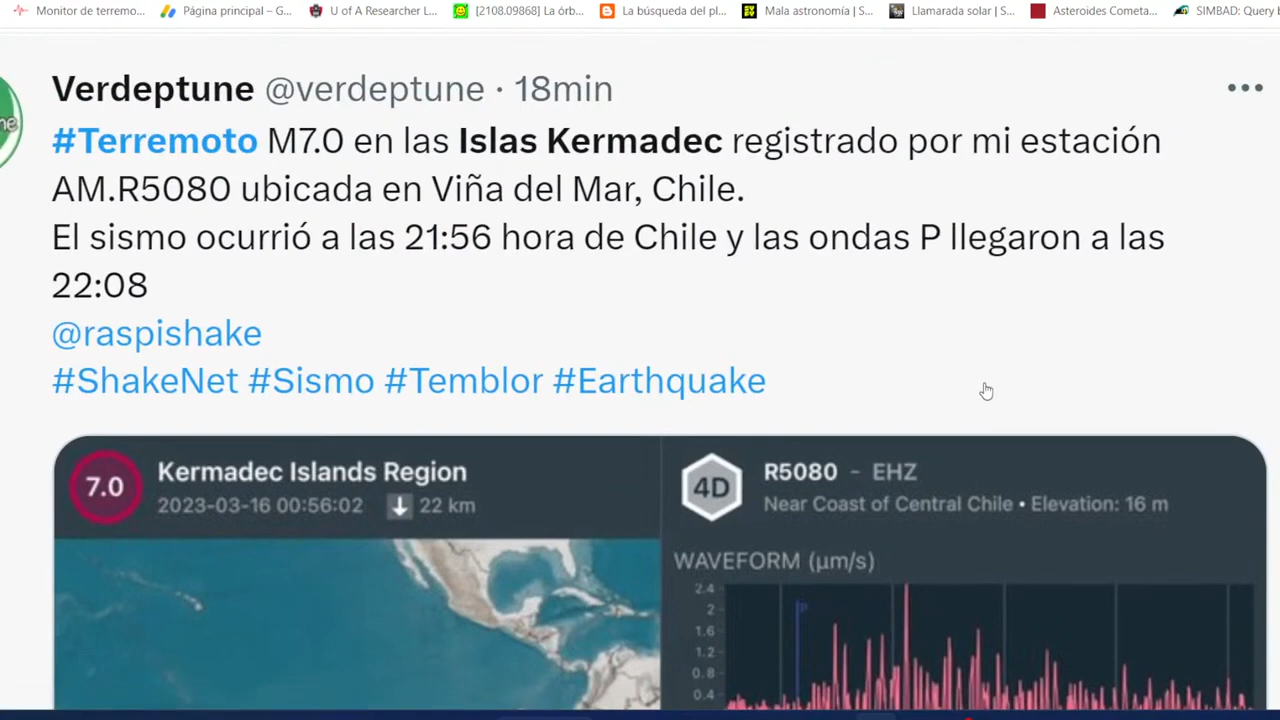 Monitor de terremo...
Página principal – G...
U of A Researcher L...
[2108.09868] La órb...
La búsqueda del pl...
Mala astronomía | S...
Llamarada solar | S...
Asteroides Cometa...
SIMBAD: Query b
Verdeptune @verdeptune · 18min
#Terremoto M7.0 en las Islas Kermadec registrado por mi estación
AM.R5080 ubicada en Viña del Mar, Chile.
El sismo ocurrió a las 21:56 hora de Chile y las ondas P llegaron a las
22:08
@raspishake
#ShakeNet #Sismo #Temblor #Earthquake
7.0
Kermadec Islands Region
2023-03-16 00:56:02 22 km
4D
R5080 - EHZ
Near Coast of Central Chile • Elevation: 16 m
WAVEFORM (µm/s)
2.4
2
1.6
1.2
0.8
0.4
P